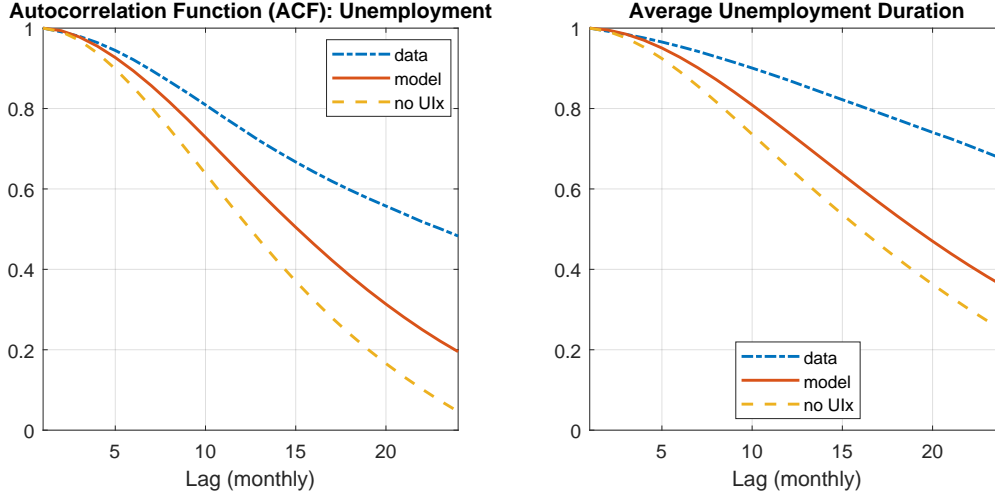 Autocorrelation Function (ACF): Unemployment
1
0.8
0.6
0.4
0.2
0
5
10
15
20
Lag (monthly)
data
model
no UIx
Average Unemployment Duration
1
0.8
0.6
0.4
0.2
0
5
10
15
20
Lag (monthly)
data
model
no UIx